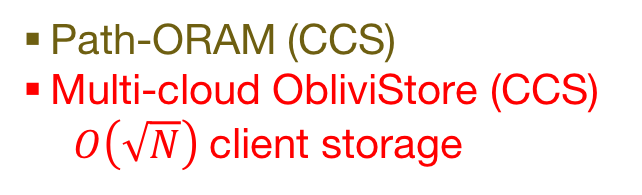 ▪ Path-ORAM (CCS)
▪ Multi-cloud ObliviStore (CCS)
O(√N) client storage